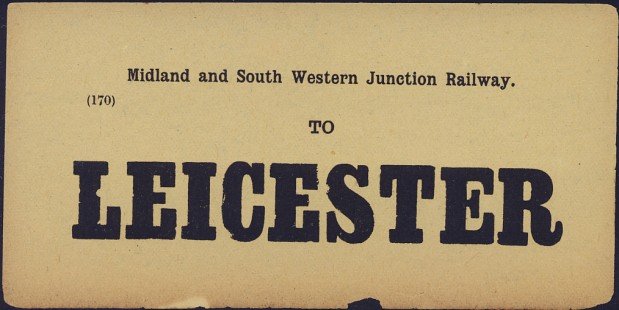 Midland and South Western Junction Railway.
(170)
TO
LEICESTER